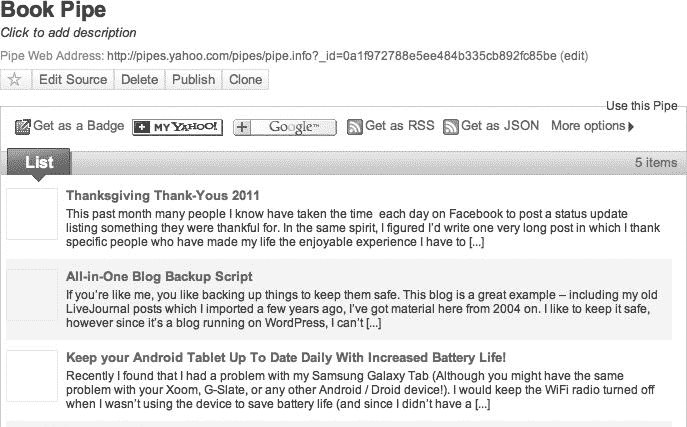 Book Pipe
Click to add description
Pipe Web Address: http://pipes.yahoo.com/pipes/pipe.info?_id=0a1f972788e5ee484b335cb892fc85be (edit)
Edit Source Delete Publish Clone
Use this Pipe
Get as a Badge + MY YAHOO! + Google™ Get as RSS Get as JSON More options
List 5 items
Thanksgiving Thank-Yous 2011
This past month many people I know have taken the time each day on Facebook to post a status update
listing something they were thankful for. In the same spirit, I figured I'd write one very long post in which I thank
specific people who have made my life the enjoyable experience I have to [...]
All-in-One Blog Backup Script
If you're like me, you like backing up things to keep them safe. This blog is a great example – including my old
LiveJournal posts which I imported a few years ago, I've got material here from 2004 on. I like to keep it safe,
however since it's a blog running on WordPress, I can't [...]
Keep your Android Tablet Up To Date Daily With Increased Battery Life!
Recently I found that I had a problem with my Samsung Galaxy Tab (Although you might have the same
problem with your Xoom, G-Slate, or any other Android / Droid device!). I would keep the WiFi radio turned off
when I wasn't using the device to save battery life (and since I didn't have a [...]